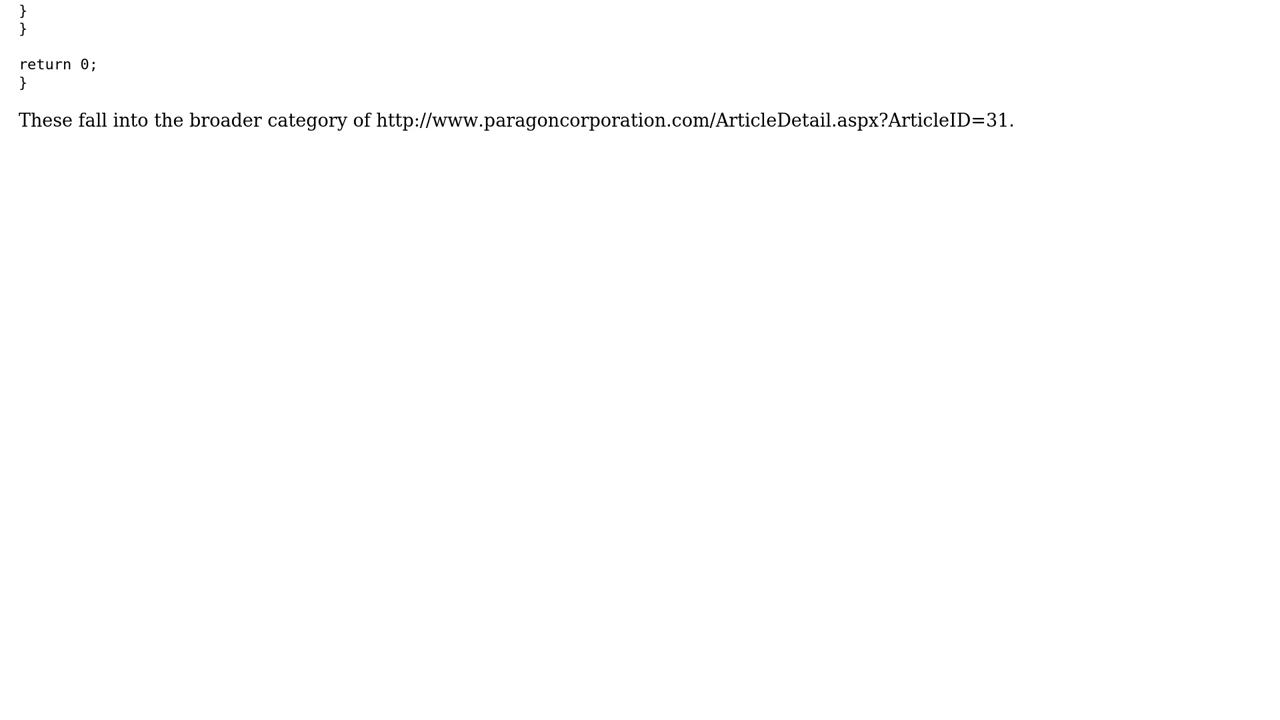 }
}
return 0;
}
These fall into the broader category of http://www.paragoncorporation.com/ArticleDetail.aspx?ArticleID=31.